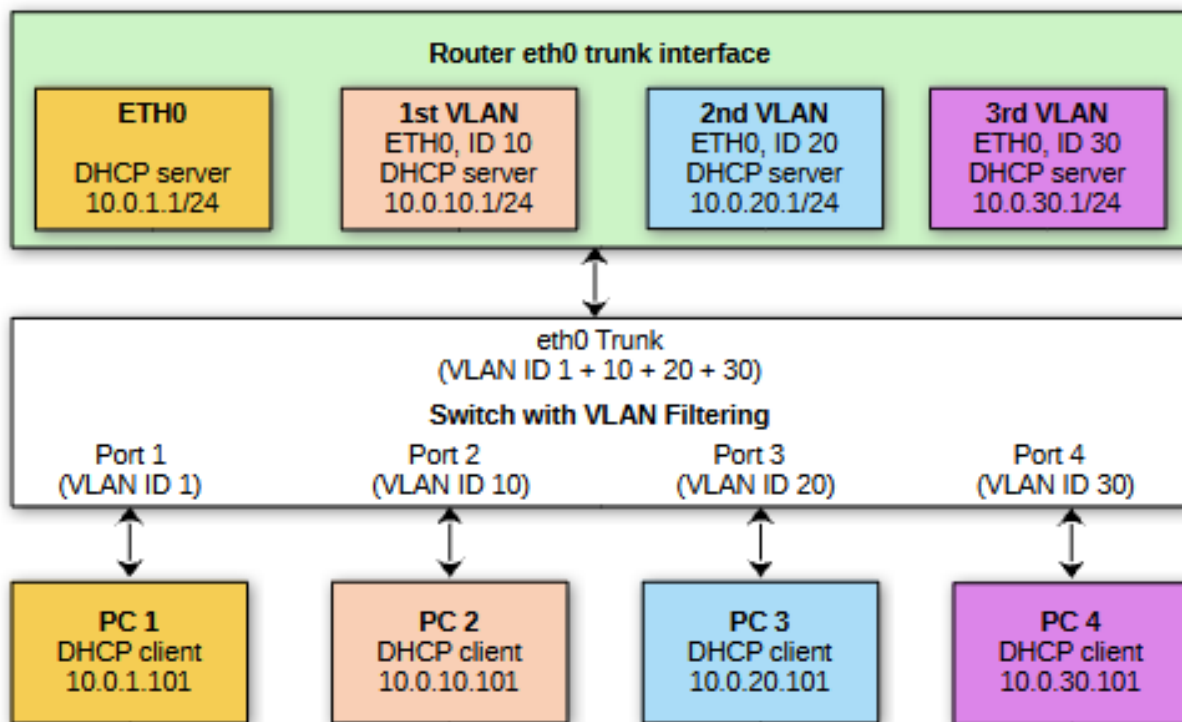 Router eth0 trunk interface
ETH0
DHCP server
10.0.1.1/24
1st VLAN
ETH0, ID 10
DHCP server
10.0.10.1/24
2nd VLAN
ETH0, ID 20
DHCP server
10.0.20.1/24
3rd VLAN
ETH0, ID 30
DHCP server
10.0.30.1/24
eth0 Trunk
(VLAN ID 1 + 10 + 20 + 30)
Switch with VLAN Filtering
Port 1
(VLAN ID 1)
Port 2
(VLAN ID 10)
Port 3
(VLAN ID 20)
Port 4
(VLAN ID 30)
PC 1
DHCP client
10.0.1.101
PC 2
DHCP client
10.0.10.101
PC 3
DHCP client
10.0.20.101
PC 4
DHCP client
10.0.30.101